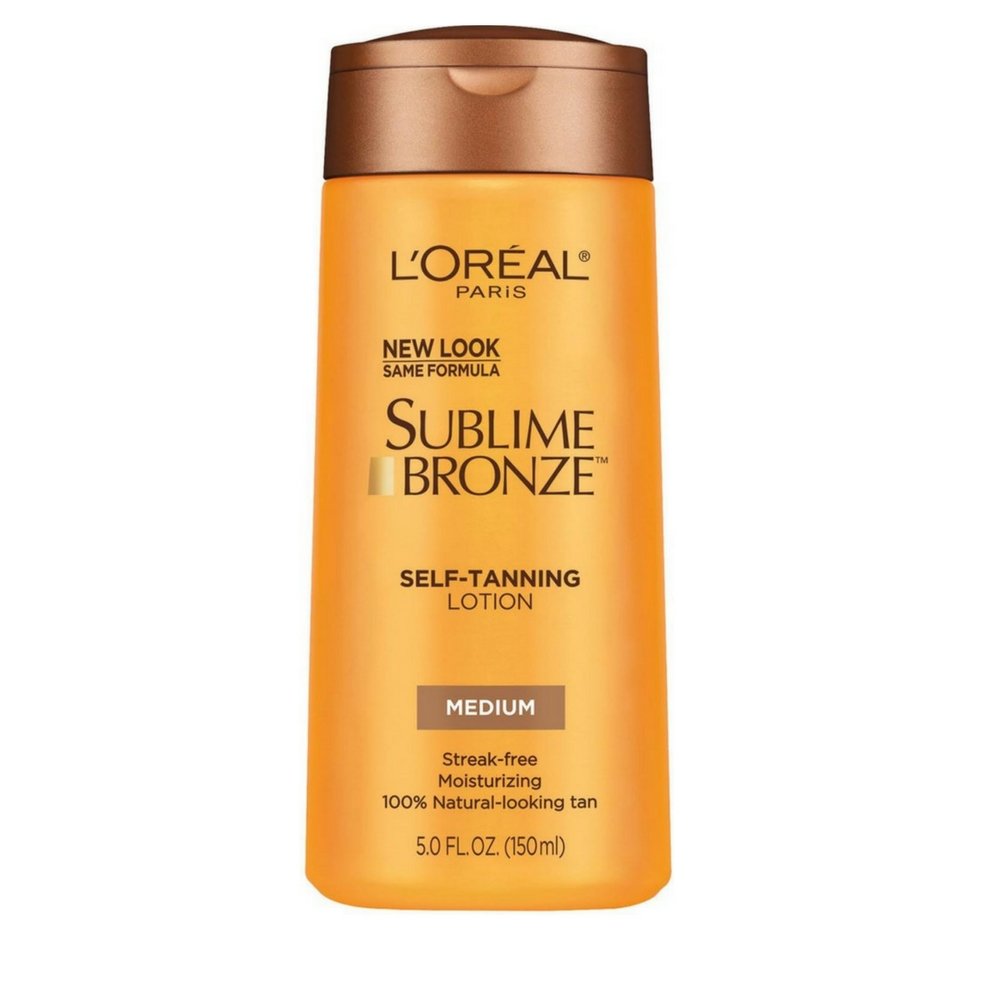 L'ORÉAL®
PARiS
NEW LOOK
SAME FORMULA
SUBLIME
BRONZE™
SELF-TANNING
LOTION
MEDIUM
Streak-free
Moisturizing
100% Natural-looking tan
5.0 FL.OZ. (150ml)